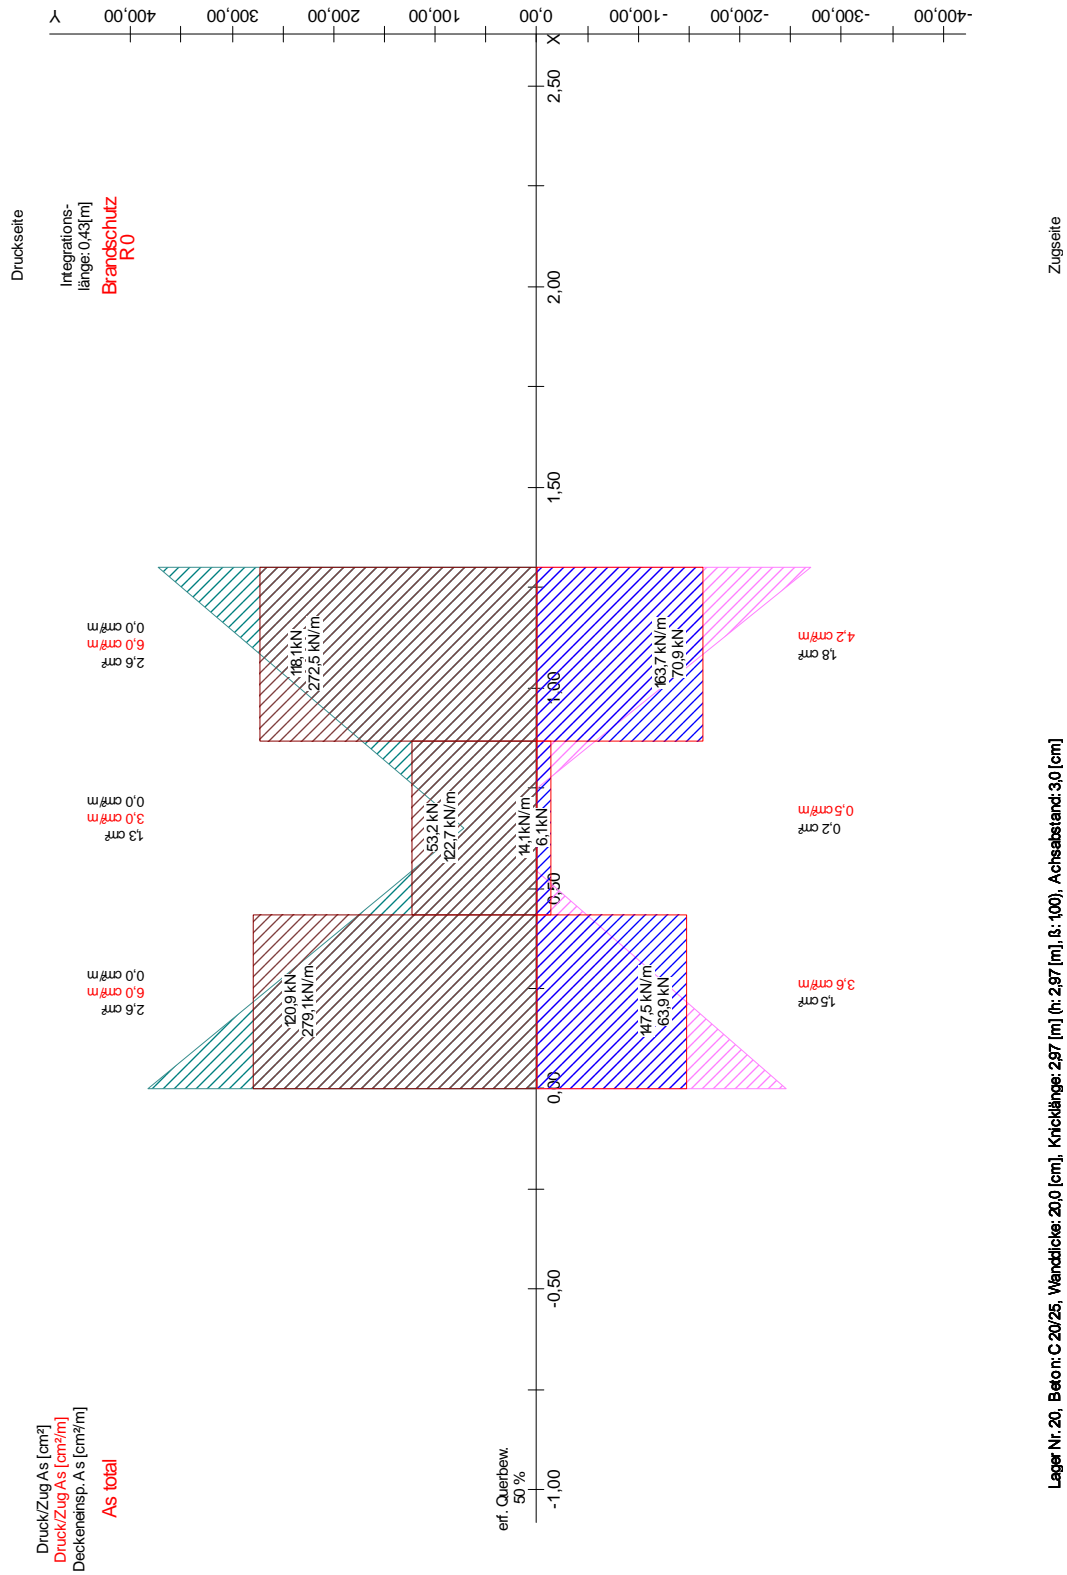 Druck/Zug As [cm²]
Druck/Zug As [cm²/m]
Deckeneinsp. As [cm²/m]
As total
Druckseite
Integrations-
länge: 0,43[m]
Brandschutz
R 0
Y
400,00
300,00
200,00
100,00
0,00
-100,00
-200,00
-300,00
-400,00
0,0 cm²/m
6,0 cm²/m
2,6 cm²
0,0 cm²/m
3,0 cm²/m
1,3 cm²
0,0 cm²/m
6,0 cm²/m
2,6 cm²
120,9 kN
279,1 kN/m
53,2 kN
122,7 kN/m
118,1 kN
272,5 kN/m
erf. Querbew.
50 %
-1,00
-0,50
0,00
0,50
1,00
1,50
2,00
2,50
X
147,5 kN/m
63,9 kN
14,1 kN/m
6,1 kN
163,7 kN/m
70,9 kN
3,6 cm²/m
1,5 cm²
0,5 cm²/m
0,2 cm²
4,2 cm²/m
1,8 cm²
Zugseite
Lager Nr. 20, Beton: C 20/25, Wanddicke: 20,0 [cm], Knicklänge: 2,97 [m] (h: 2,97 [m], ß: 1,00), Achsabstand: 3,0 [cm]